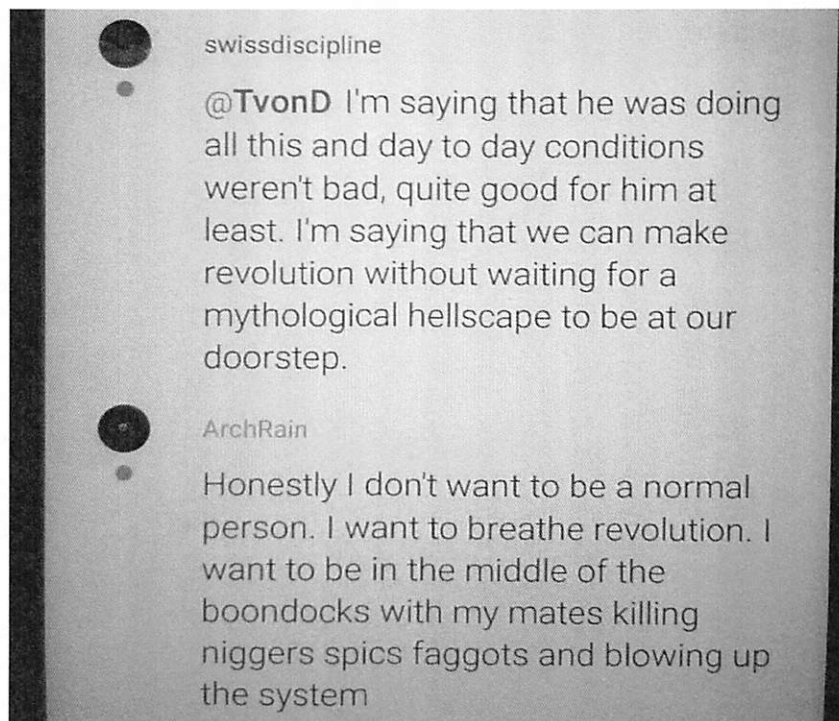 swissdiscipline
@TvonD I'm saying that he was doing
all this and day to day conditions
weren't bad, quite good for him at
least. I'm saying that we can make
revolution without waiting for a
mythological hellscape to be at our
doorstep.
ArchRain
Honestly I don't want to be a normal
person. I want to breathe revolution. I
want to be in the middle of the
boondocks with my mates killing
niggers spics faggots and blowing up
the system